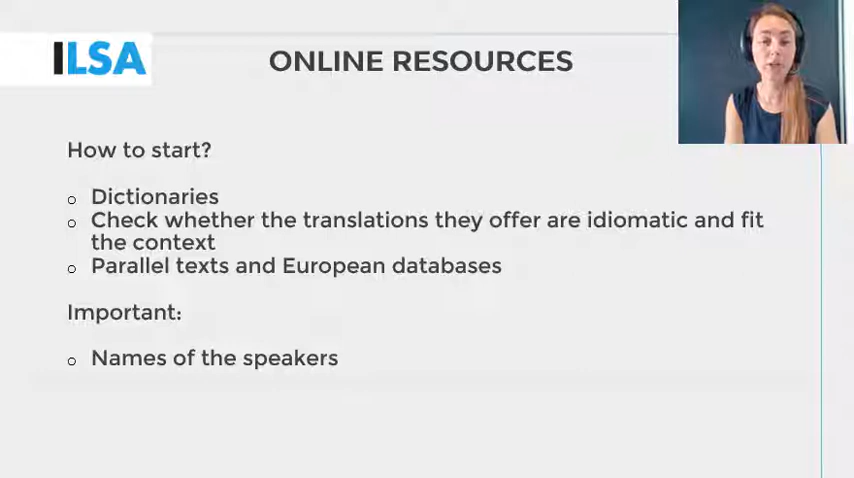 ILSA
ONLINE RESOURCES
How to start?
o Dictionaries
o Check whether the translations they offer are idiomatic and fit
the context
o Parallel texts and European databases
Important:
o Names of the speakers